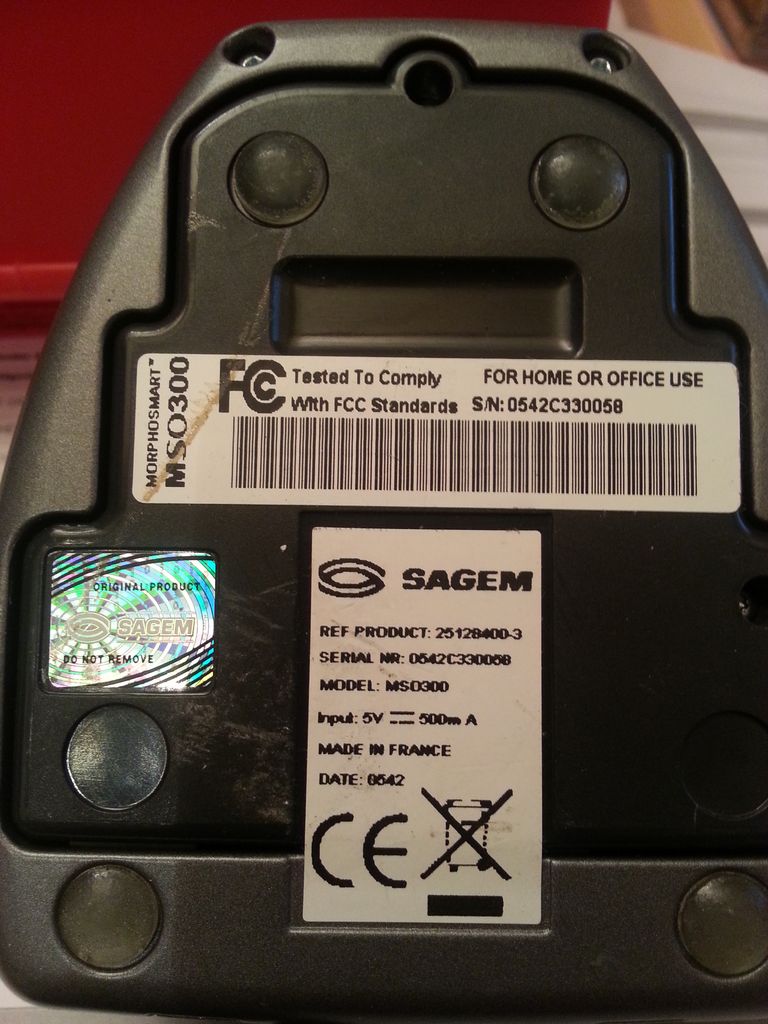 MORPHOSMART™
MSO300
FC Tested To Comply
With FCC Standards
FOR HOME OR OFFICE USE
S/N: 0542C330058
ORIGINAL PRODUCT
SAGEM
DO NOT REMOVE
SAGEM
REF PRODUCT: 25128400-3
SERIAL NR: 0542C330058
MODEL: MSO300
Input: 5V ⎓ 500m A
MADE IN FRANCE
DATE: 0542
CE